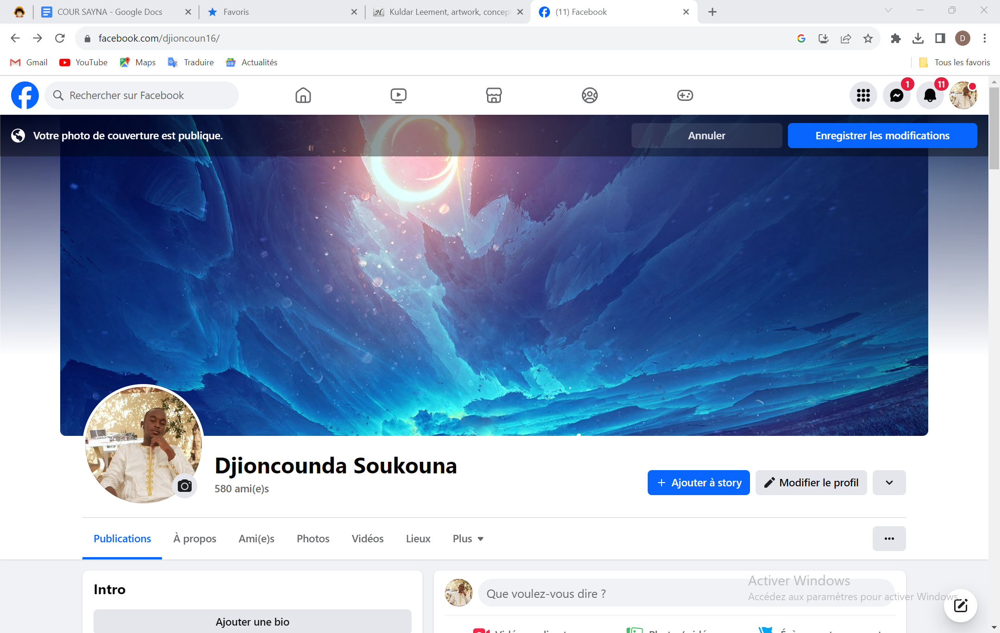 COUR SAYNA - Google Docs
Favoris
Kuldar Leement, artwork, concep
(11) Facebook
facebook.com/djioncoun16/
D
Gmail
YouTube
Maps
Traduire
Actualités
Tous les favoris
Rechercher sur Facebook
1
11
Votre photo de couverture est publique.
Annuler
Enregistrer les modifications
Djioncounda Soukouna
580 ami(e)s
+ Ajouter à story
Modifier le profil
Publications
À propos
Ami(e)s
Photos
Vidéos
Lieux
Plus
Intro
Ajouter une bio
Que voulez-vous dire ?
Activer Windows
Accédez aux paramètres pour activer Windows.